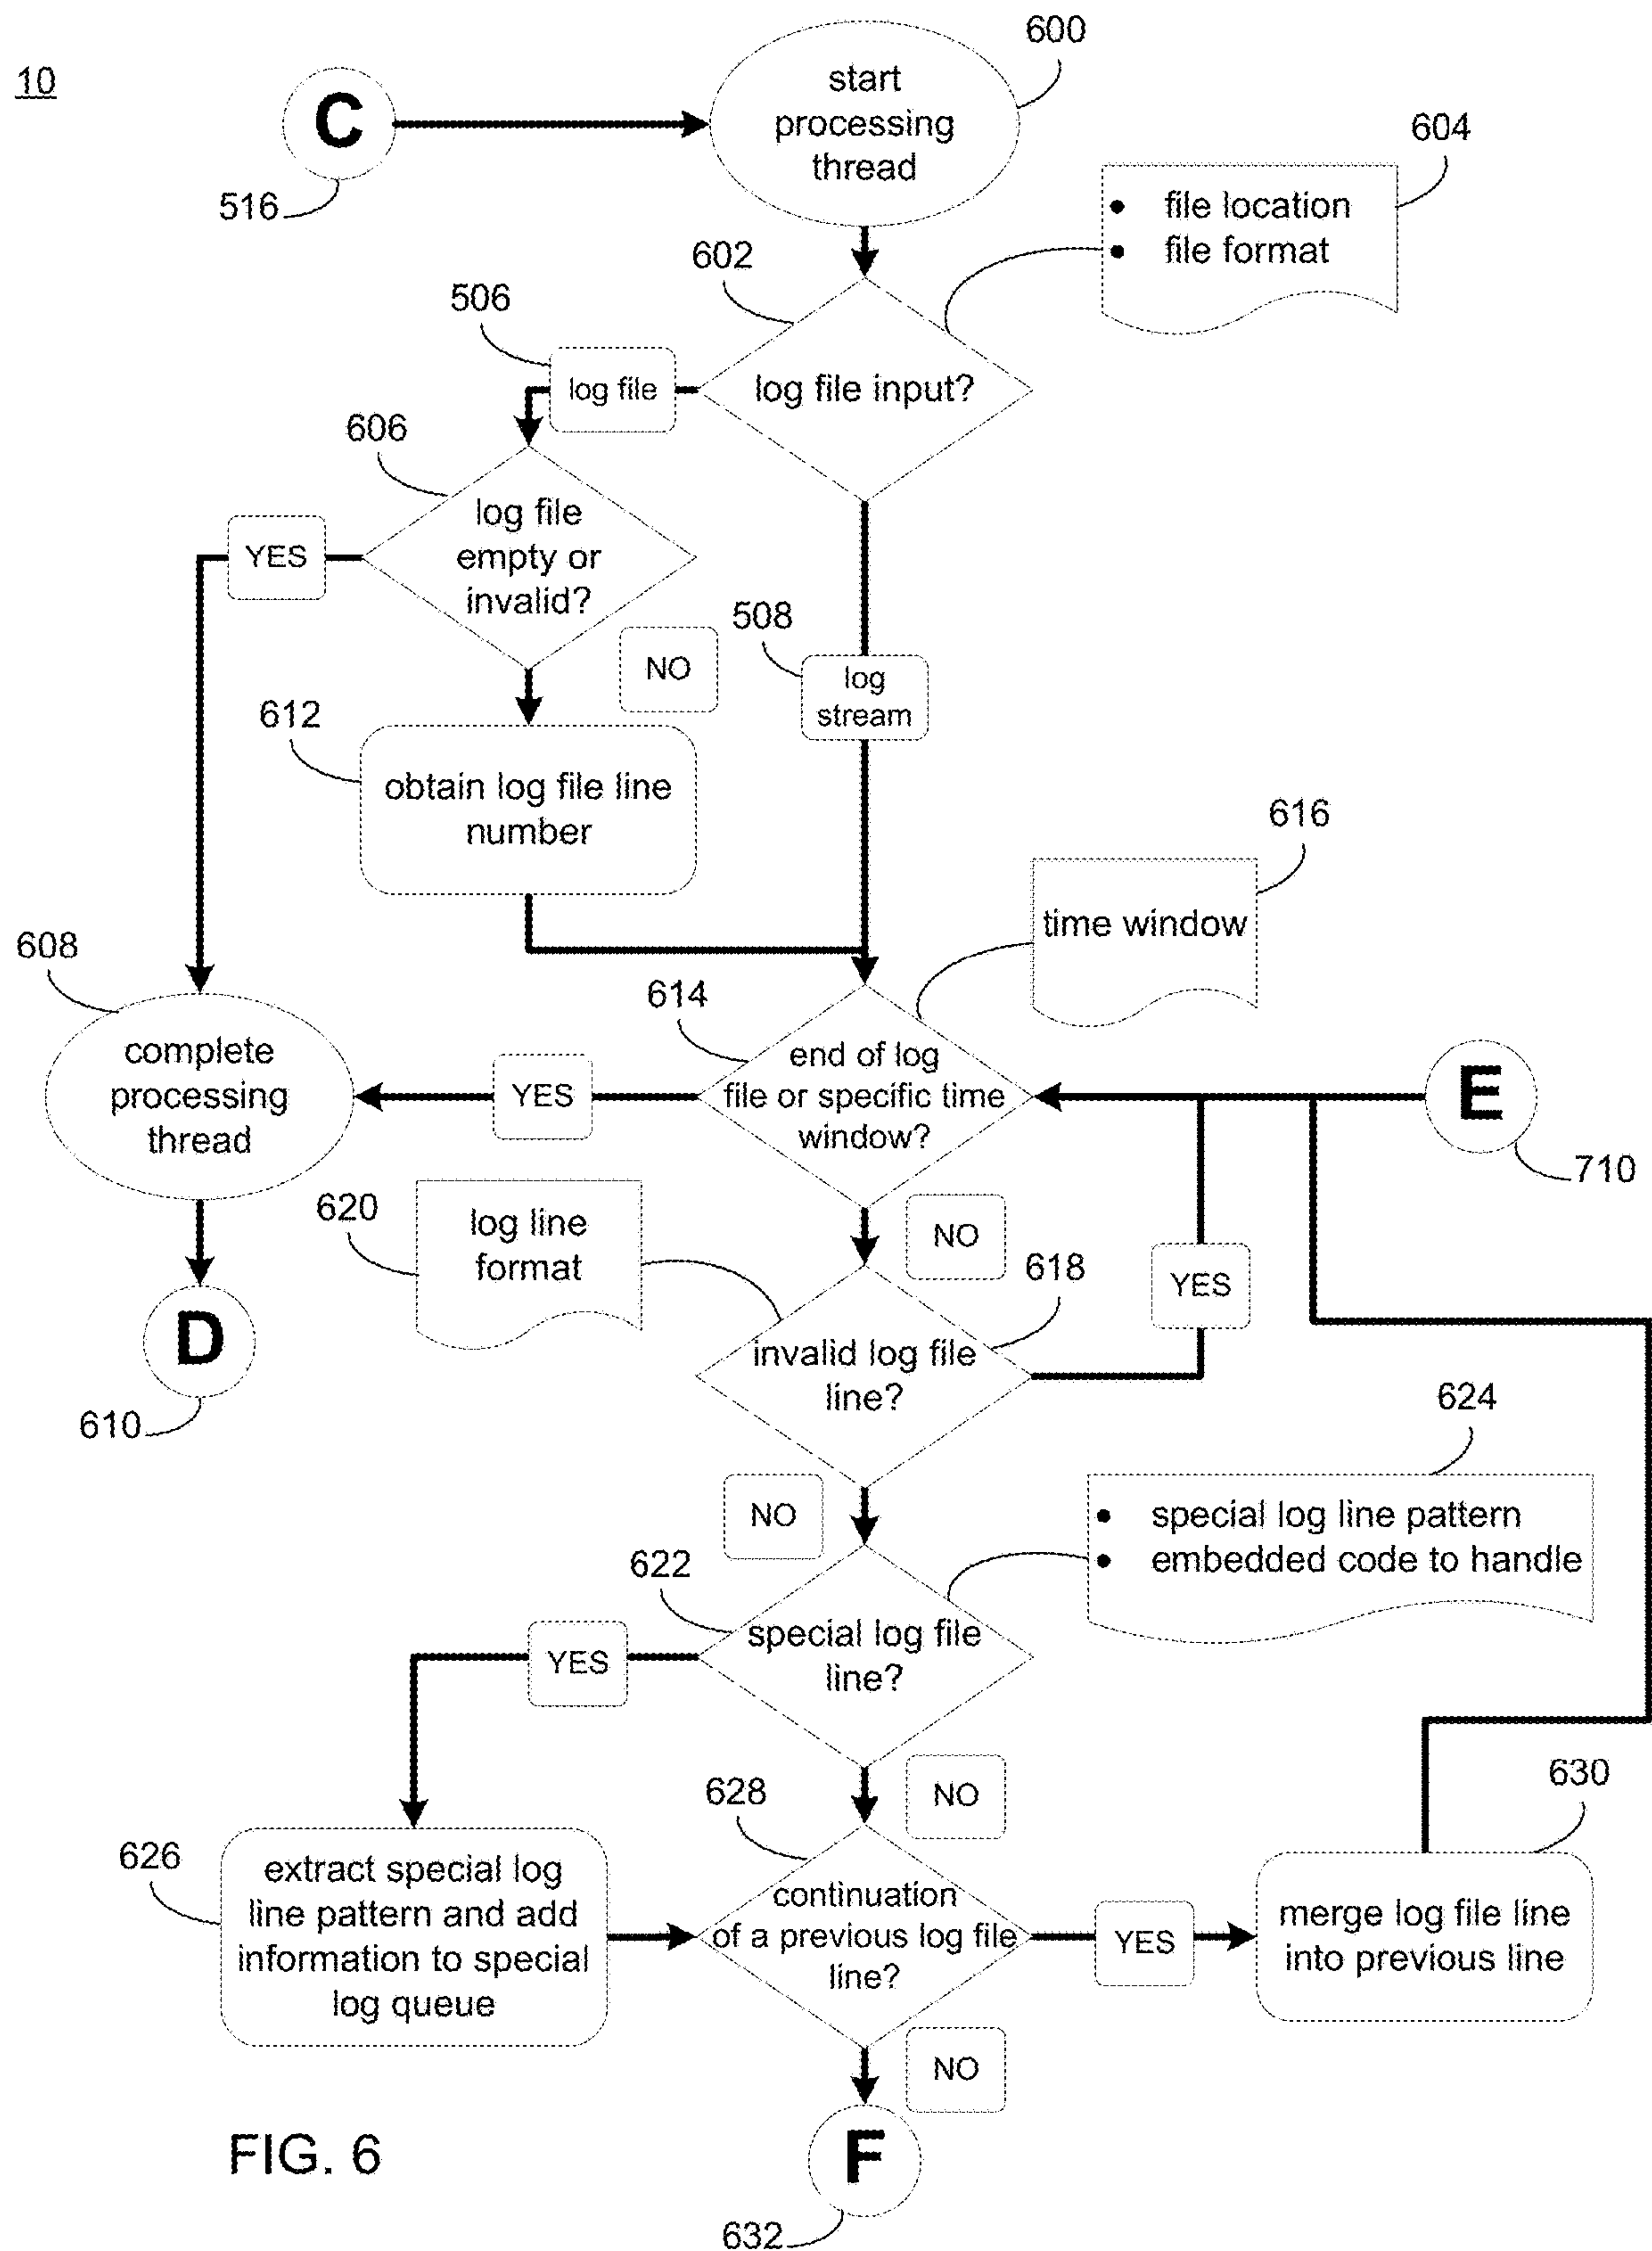 10
C
516
start
processing
thread
600
604
• file location
• file format
602
506
log file
log file input?
606
log file
empty or
invalid?
YES
NO
508
log
stream
612
obtain log file line
number
616
time window
608
complete
processing
thread
614
end of log
file or specific time
window?
YES
E
710
NO
620
log line
format
618
YES
D
610
invalid log file
line?
624
• special log line pattern
• embedded code to handle
NO
622
special log file
line?
YES
NO
628
630
626
extract special log
line pattern and add
information to special
log queue
continuation
of a previous log file
line?
YES
merge log file line
into previous line
NO
FIG. 6
F
632